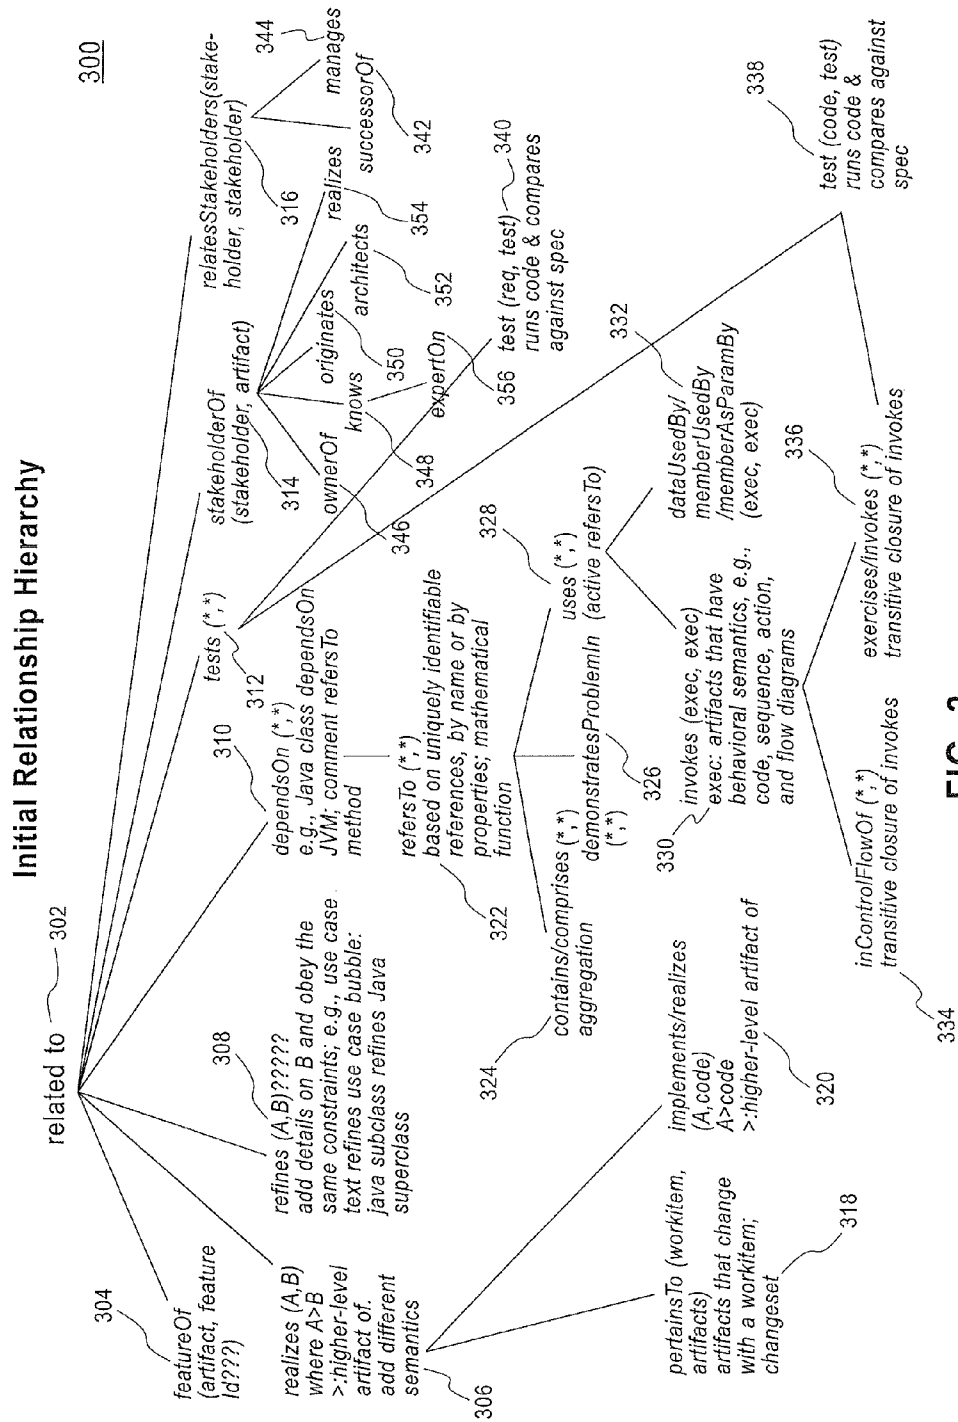 Initial Relationship Hierarchy
300
related to
302
304
featureOf
(artifact, feature
Id???)
realizes (A,B)
where A>B
>:higher-level
artifact of.
add different
semantics
306
308
refines (A,B)?????
add details on B and obey the
same constraints; e.g., use case
text refines use case bubble:
java subclass refines Java
superclass
310
dependsOn (*,*)
e.g., Java class dependsOn
JVM; comment refersTo
method
tests (*,*)
312
stakeholderOf
(stakeholder, artifact)
314
relatesStakeholders(stake-
holder, stakeholder)
316
pertainsTo (workitem,
artifacts)
artifacts that change
with a workitem;
changeset
318
implements/realizes
(A,code)
A>code
>:higher-level artifact of
320
refersTo (*,*)
based on uniquely identifiable
references, by name or by
properties; mathematical
function
322
contains/comprises (*,*)
aggregation
324
demonstratesProblemIn
(*,*)
326
uses (*,*)
(active refersTo)
328
invokes (exec, exec)
exec: artifacts that have
behavioral semantics, e.g.,
code, sequence, action,
and flow diagrams
330
dataUsedBy/
memberUsedBy
/memberAsParamBy
(exec, exec)
332
inControlFlowOf (*,*)
transitive closure of invokes
334
exercises/invokes (*,*)
transitive closure of invokes
336
test (code, test)
runs code &
compares against
spec
338
test (req, test)
runs code & compares
against spec
340
successorOf
342
manages
344
ownerOf
346
knows
348
originates
350
architects
352
realizes
354
expertOn
356